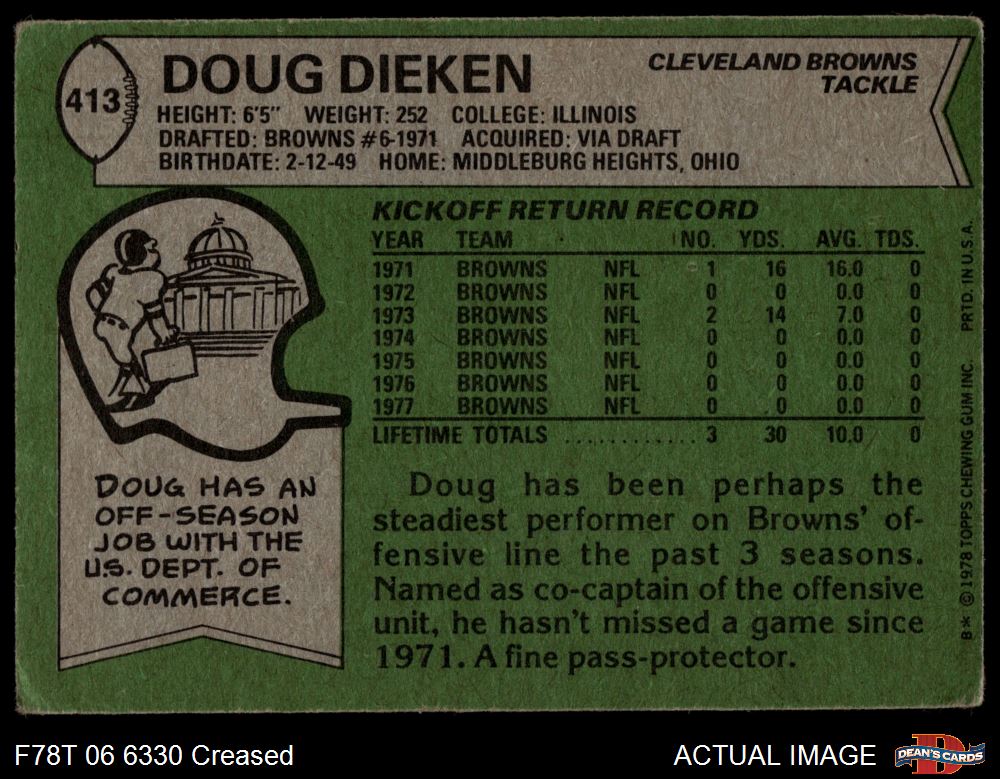 413
DOUG DIEKEN
CLEVELAND BROWNS
TACKLE
HEIGHT: 6'5" WEIGHT: 252 COLLEGE: ILLINOIS
DRAFTED: BROWNS #6-1971 ACQUIRED: VIA DRAFT
BIRTHDATE: 2-12-49 HOME: MIDDLEBURG HEIGHTS, OHIO
KICKOFF RETURN RECORD
YEAR TEAM NO. YDS. AVG. TDS.
1971 BROWNS NFL 1 16 16.0 0
1972 BROWNS NFL 0 0 0.0 0
1973 BROWNS NFL 2 14 7.0 0
1974 BROWNS NFL 0 0 0.0 0
1975 BROWNS NFL 0 0 0.0 0
1976 BROWNS NFL 0 0 0.0 0
1977 BROWNS NFL 0 0 0.0 0
LIFETIME TOTALS ............ 3 30 10.0 0
DOUG HAS AN
OFF-SEASON
JOB WITH THE
U.S. DEPT. OF
COMMERCE.
Doug has been perhaps the
steadiest performer on Browns' of-
fensive line the past 3 seasons.
Named as co-captain of the offensive
unit, he hasn't missed a game since
1971. A fine pass-protector.
B* © 1978 TOPPS CHEWING GUM INC. PRTD. IN U.S.A.
F78T 06 6330 Creased
ACTUAL IMAGE
DEAN'S CARDS